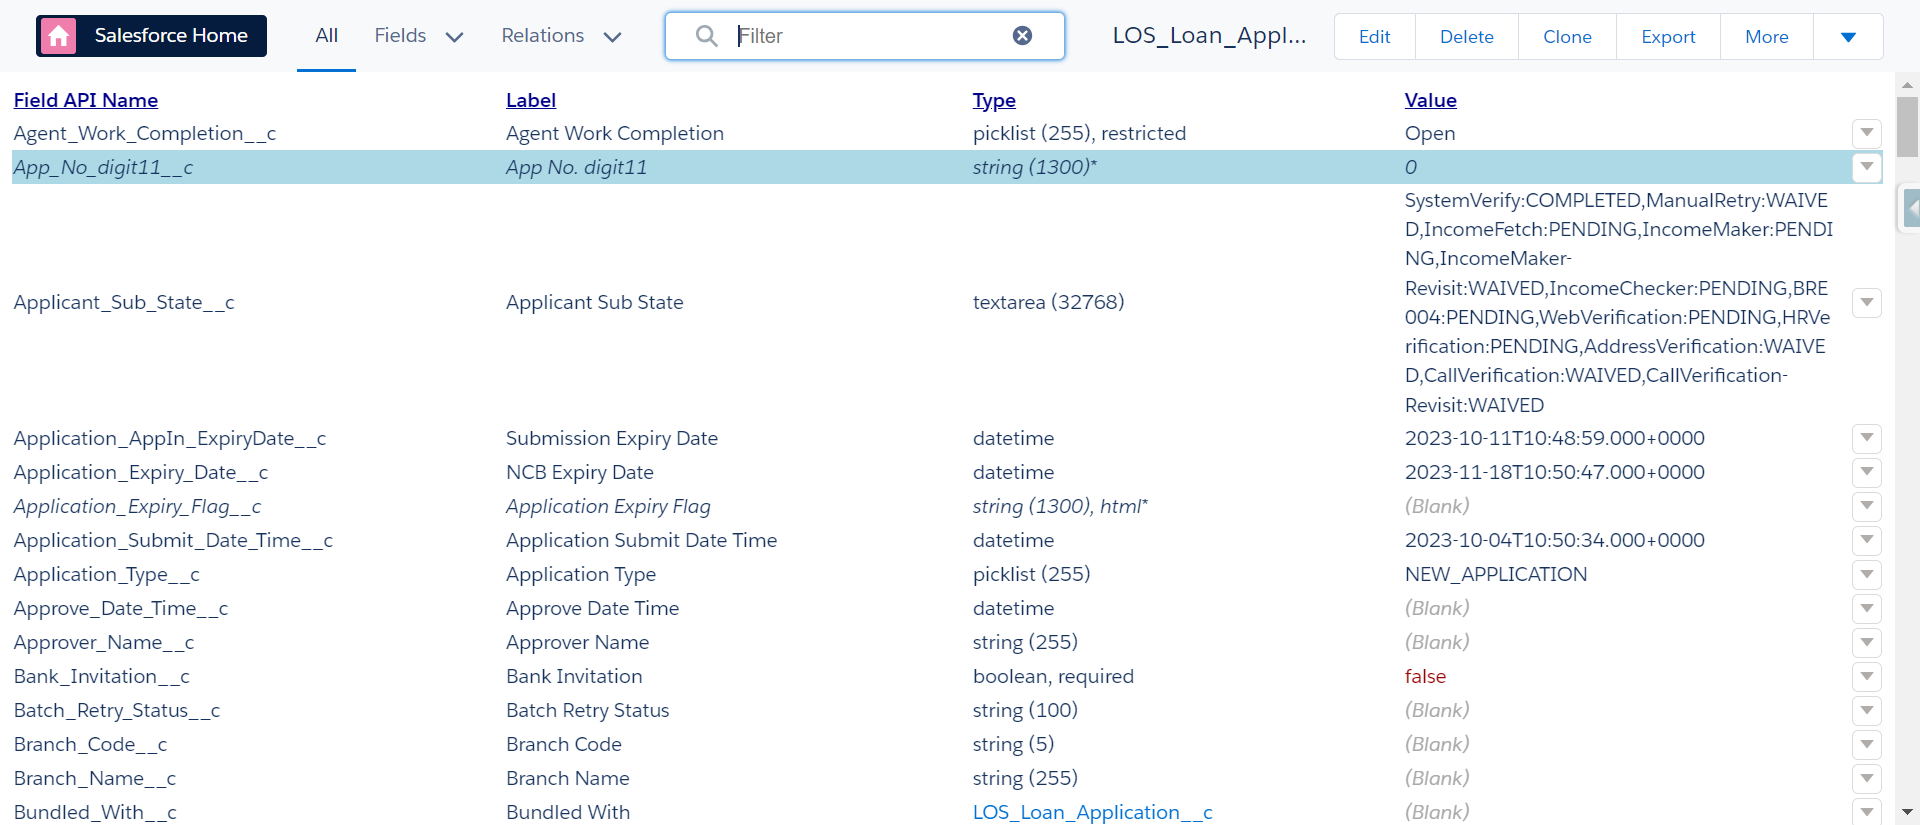 Salesforce Home All Fields Relations Filter LOS_Loan_Appl... Edit Delete Clone Export More
Field API Name Label Type Value
Agent_Work_Completion__c Agent Work Completion picklist (255), restricted Open
App_No_digit11__c App No. digit11 string (1300)* 0
Applicant_Sub_State__c Applicant Sub State textarea (32768) SystemVerify:COMPLETED,ManualRetry:WAIVE
D,IncomeFetch:PENDING,IncomeMaker:PENDI
NG,IncomeMaker-
Revisit:WAIVED,IncomeChecker:PENDING,BRE
004:PENDING,WebVerification:PENDING,HRVe
rification:PENDING,AddressVerification:WAIVE
D,CallVerification:WAIVED,CallVerification-
Revisit:WAIVED
Application_AppIn_ExpiryDate__c Submission Expiry Date datetime 2023-10-11T10:48:59.000+0000
Application_Expiry_Date__c NCB Expiry Date datetime 2023-11-18T10:50:47.000+0000
Application_Expiry_Flag__c Application Expiry Flag string (1300), html* (Blank)
Application_Submit_Date_Time__c Application Submit Date Time datetime 2023-10-04T10:50:34.000+0000
Application_Type__c Application Type picklist (255) NEW_APPLICATION
Approve_Date_Time__c Approve Date Time datetime (Blank)
Approver_Name__c Approver Name string (255) (Blank)
Bank_Invitation__c Bank Invitation boolean, required false
Batch_Retry_Status__c Batch Retry Status string (100) (Blank)
Branch_Code__c Branch Code string (5) (Blank)
Branch_Name__c Branch Name string (255) (Blank)
Bundled_With__c Bundled With LOS_Loan_Application__c (Blank)